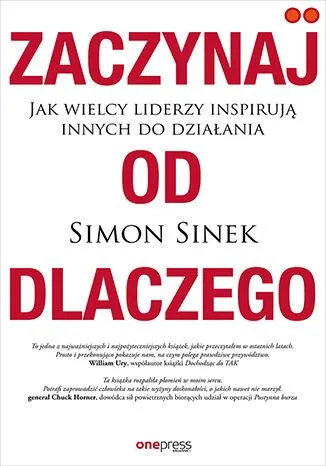 ZACZYNAJ
JAK WIELCY LIDERZY INSPIRUJĄ
INNYCH DO DZIAŁANIA
OD
SIMON SINEK
DLACZEGO
To jedna z najważniejszych i najpożyteczniejszych książek, jakie przeczytałem w ostatnich latach.
Prosto i przekonująco pokazuje nam, na czym polega prawdziwe przywództwo.
William Ury, współautor książki Dochodząc do TAK
Ta książka rozpaliła płomień w moim sercu.
Potrafi zaprowadzić człowieka na takie wyżyny doskonałości, o jakich nawet nie marzył.
generał Chuck Horner, dowódca sił powietrznych biorących udział w operacji Pustynna burza
onepress